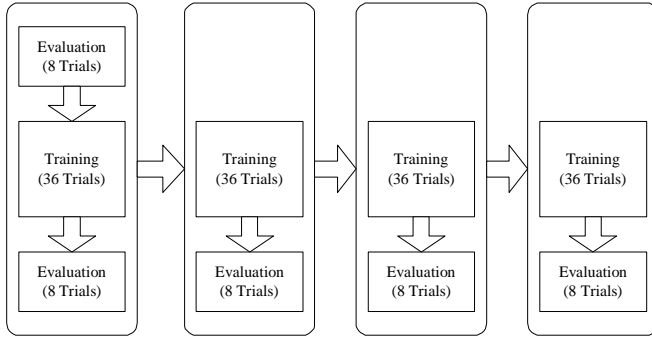 Evaluation
(8 Trials)
Training
(36 Trials)
Evaluation
(8 Trials)
Training
(36 Trials)
Evaluation
(8 Trials)
Training
(36 Trials)
Evaluation
(8 Trials)
Training
(36 Trials)
Evaluation
(8 Trials)